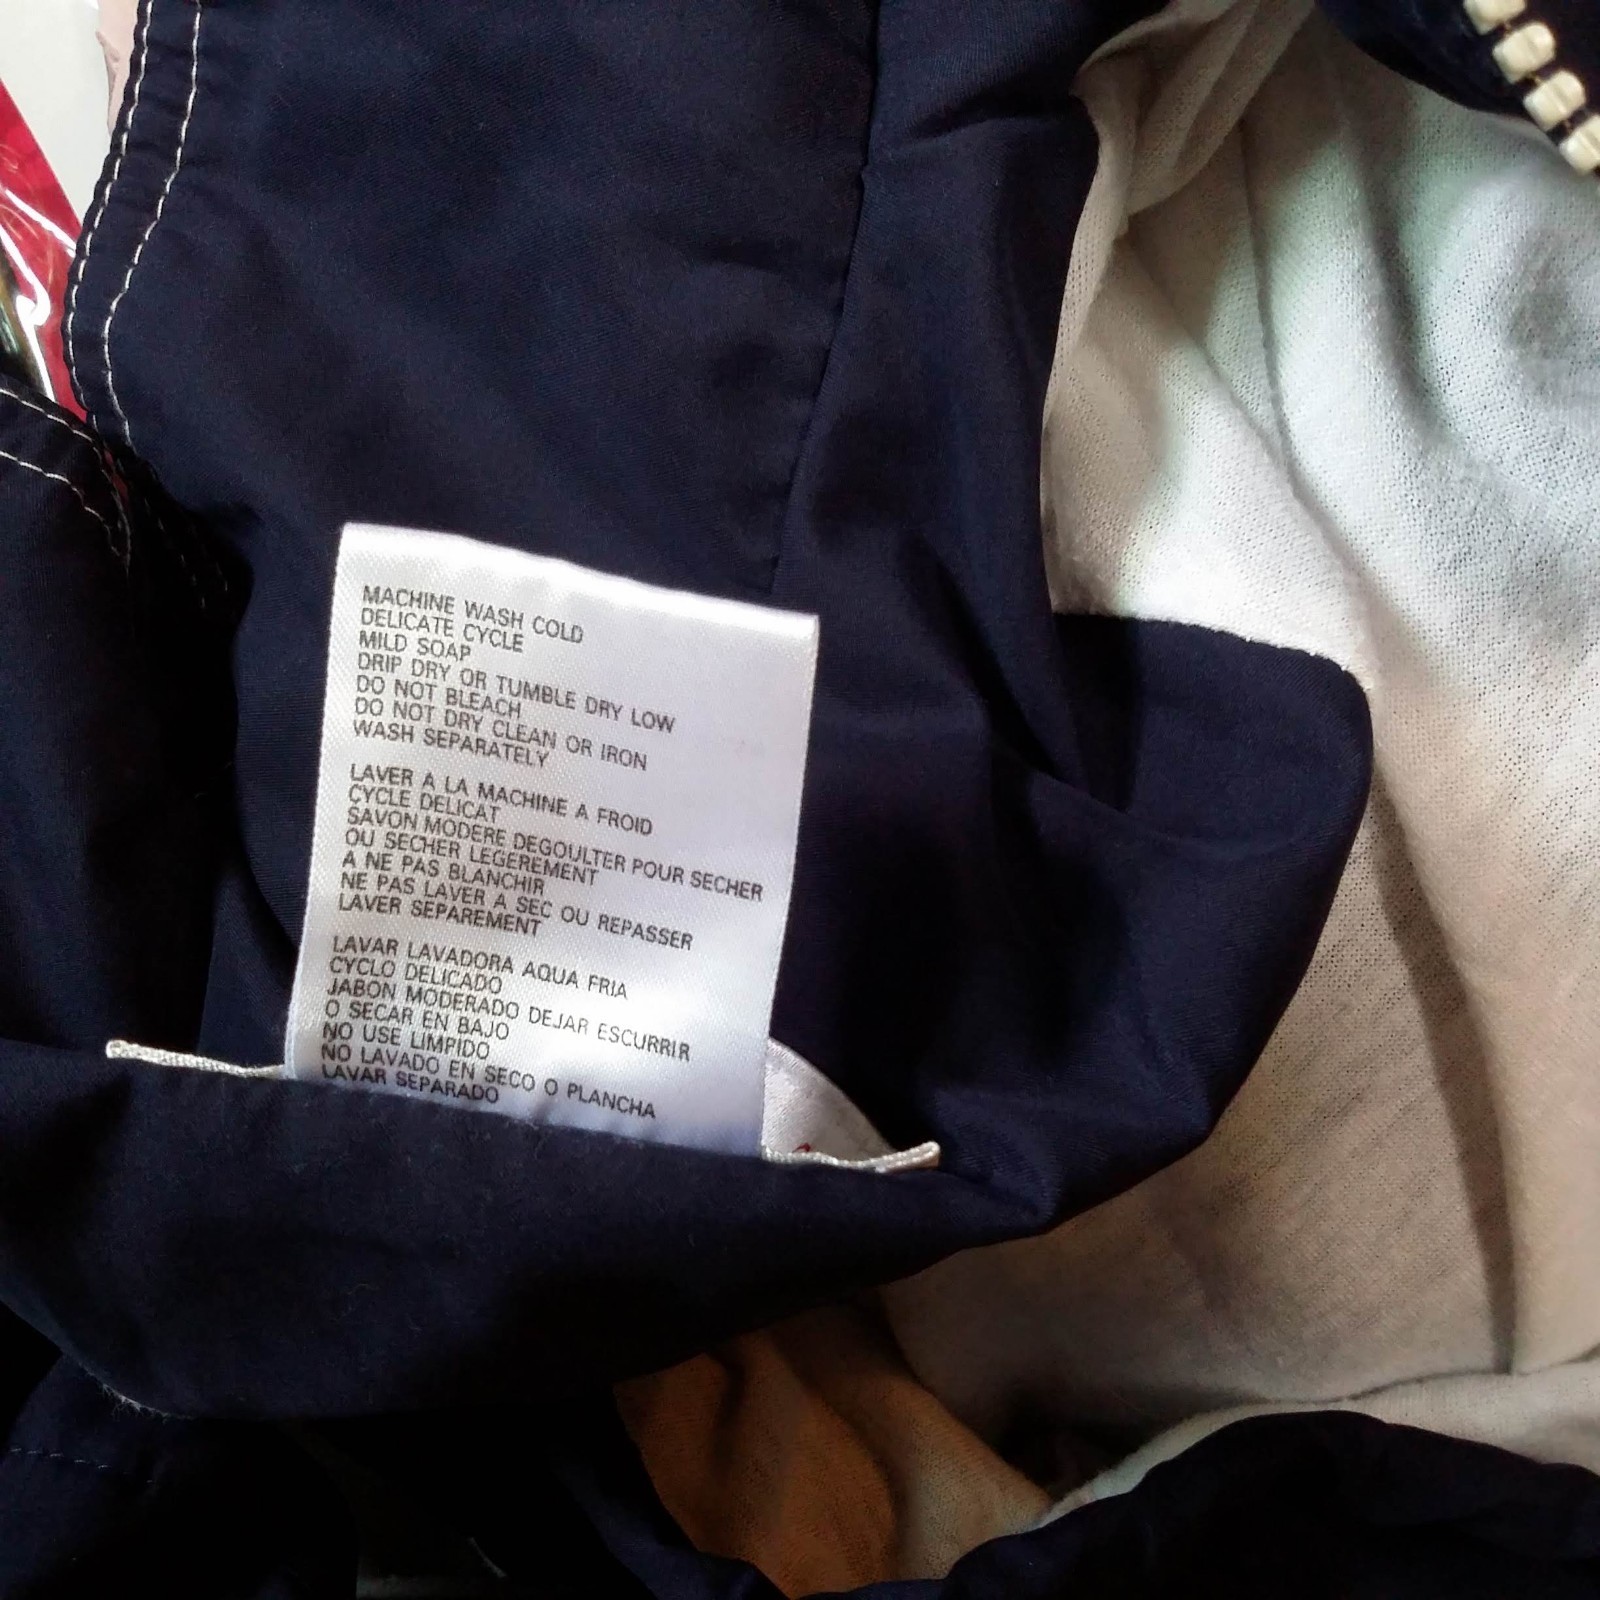 MACHINE WASH COLD
DELICATE CYCLE
MILD SOAP
DRIP DRY OR TUMBLE DRY LOW
DO NOT BLEACH
DO NOT DRY CLEAN OR IRON
WASH SEPARATELY
LAVER A LA MACHINE A FROID
CYCLE DELICAT
SAVON MODERE DEGOULTER POUR SECHER
OU SECHER LEGEREMENT
A NE PAS BLANCHIR
NE PAS LAVER A SEC OU REPASSER
LAVER SEPAREMENT
LAVAR LAVADORA AQUA FRIA
CYCLO DELICADO
JABON MODERADO DEJAR ESCURRIR
O SECAR EN BAJO
NO USE LIMPIDO
NO LAVADO EN SECO O PLANCHA
LAVAR SEPARADO